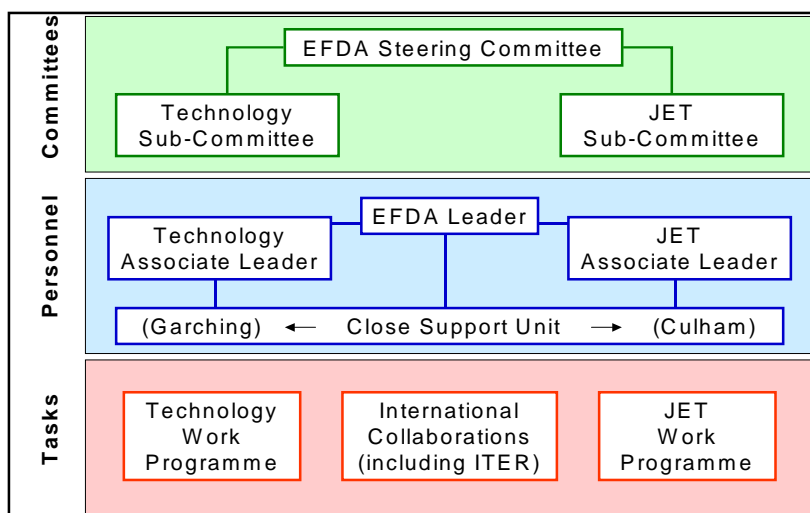 Committees
EFDA Steering Committee
Technology
Sub-Committee
JET
Sub-Committee
Personnel
EFDA Leader
Technology
Associate Leader
JET
Associate Leader
(Garching) ← Close Support Unit → (Culham)
Tasks
Technology
Work
Programme
International
Collaborations
(including ITER)
JET
Work
Programme